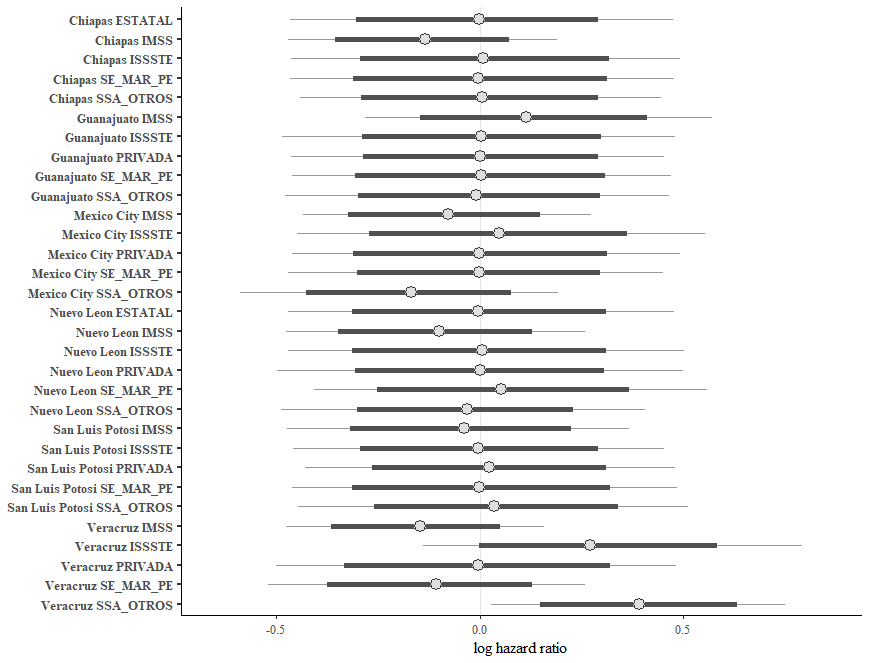 Chiapas ESTATAL
Chiapas IMSS
Chiapas ISSSTE
Chiapas SE_MAR_PE
Chiapas SSA_OTROS
Guanajuato IMSS
Guanajuato ISSSTE
Guanajuato PRIVADA
Guanajuato SE_MAR_PE
Guanajuato SSA_OTROS
Mexico City IMSS
Mexico City ISSSTE
Mexico City PRIVADA
Mexico City SE_MAR_PE
Mexico City SSA_OTROS
Nuevo Leon ESTATAL
Nuevo Leon IMSS
Nuevo Leon ISSSTE
Nuevo Leon PRIVADA
Nuevo Leon SE_MAR_PE
Nuevo Leon SSA_OTROS
San Luis Potosi IMSS
San Luis Potosi ISSSTE
San Luis Potosi PRIVADA
San Luis Potosi SE_MAR_PE
San Luis Potosi SSA_OTROS
Veracruz IMSS
Veracruz ISSSTE
Veracruz PRIVADA
Veracruz SE_MAR_PE
Veracruz SSA_OTROS
-0.5 0.0 0.5
log hazard ratio